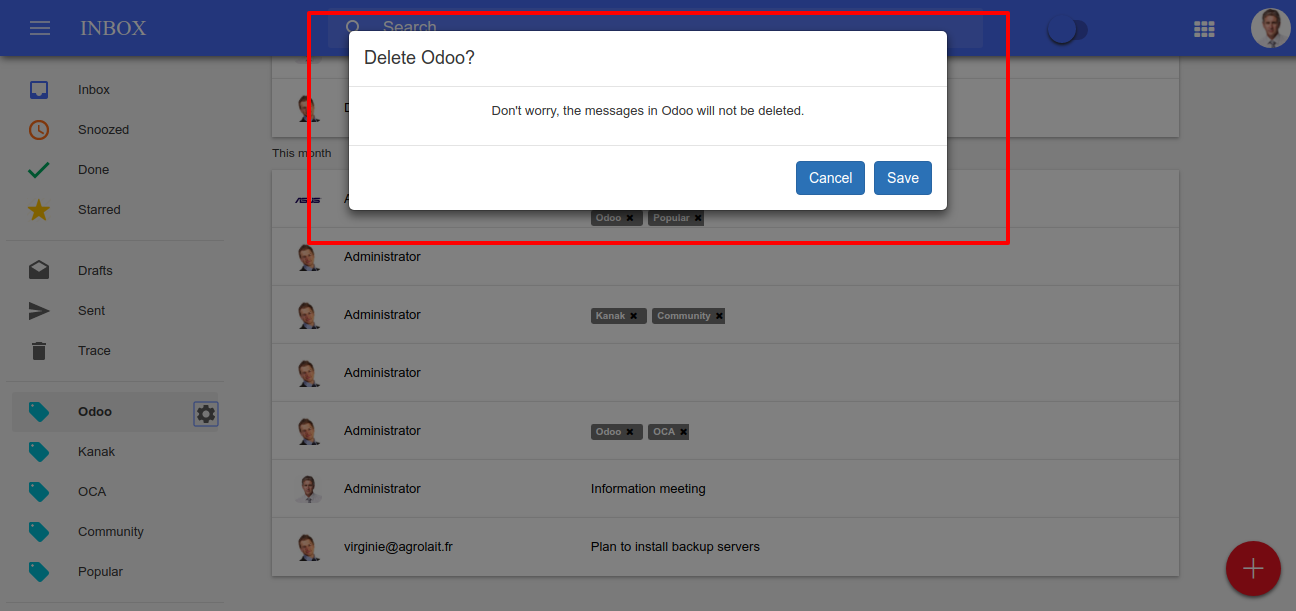 INBOX
Search
Delete Odoo?
Don't worry, the messages in Odoo will not be deleted.
Cancel
Save
Inbox
Snoozed
Done
Starred
Drafts
Sent
Trace
Odoo
Kanak
OCA
Community
Popular
This month
ASUS
Odoo ✖ Popular ✖
Administrator
Administrator
Kanak ✖ Community ✖
Administrator
Administrator
Odoo ✖ OCA ✖
Administrator
Information meeting
virginie@agrolait.fr
Plan to install backup servers